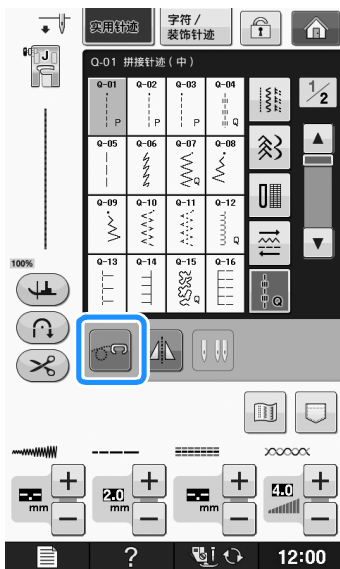 实用针迹
字符 /
装饰针迹
J
Q-01 拼接针迹（中）
1/2
Q-01 Q-02 Q-03 Q-04
P P P Q
Q-05 Q-06 Q-07 Q-08
Q
Q-09 Q-10 Q-11 Q-12
Q
Q-13 Q-14 Q-15 Q-16
Q
Q
100%
-.- mm
2.0 mm
-.- mm
4.0
? 12:00